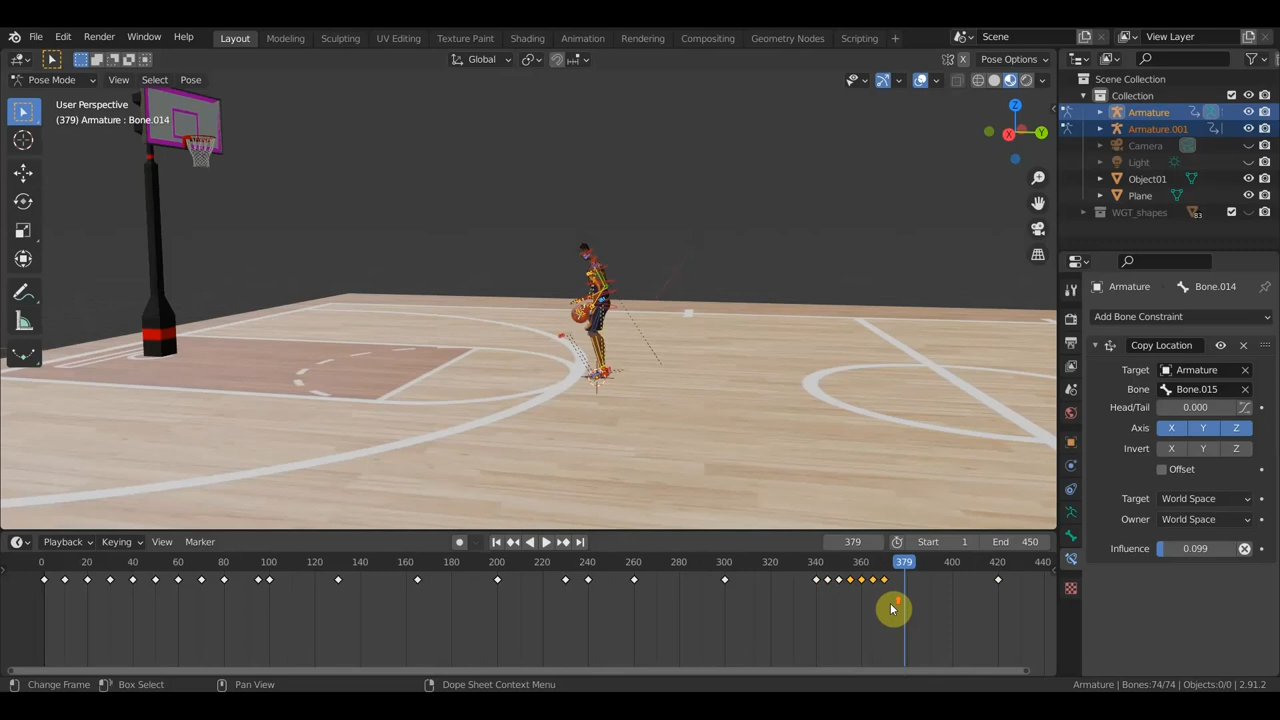 File Edit Render Window Help Layout Modeling Sculpting UV Editing Texture Paint Shading Animation Rendering Compositing Geometry Nodes Scripting + Scene View Layer
Global Pose Options
Pose Mode View Select Pose
User Perspective
(379) Armature : Bone.014
Z
X Y
Scene Collection
Collection
Armature
Armature.001
Camera
Light
Object01
Plane
WGT_shapes 83
Armature Bone.014
Add Bone Constraint
Copy Location
Target Armature
Bone Bone.015
Head/Tail 0.000
Axis X Y Z
Invert X Y Z
Offset
Target World Space
Owner World Space
Influence 0.099
Playback Keying View Marker 379 Start 1 End 450
0 20 40 60 80 100 120 140 160 180 200 220 240 260 280 300 320 340 360 379 400 420 440
Change Frame Box Select Pan View Dope Sheet Context Menu Armature | Bones:74/74 | Objects:0/0 | 2.91.2